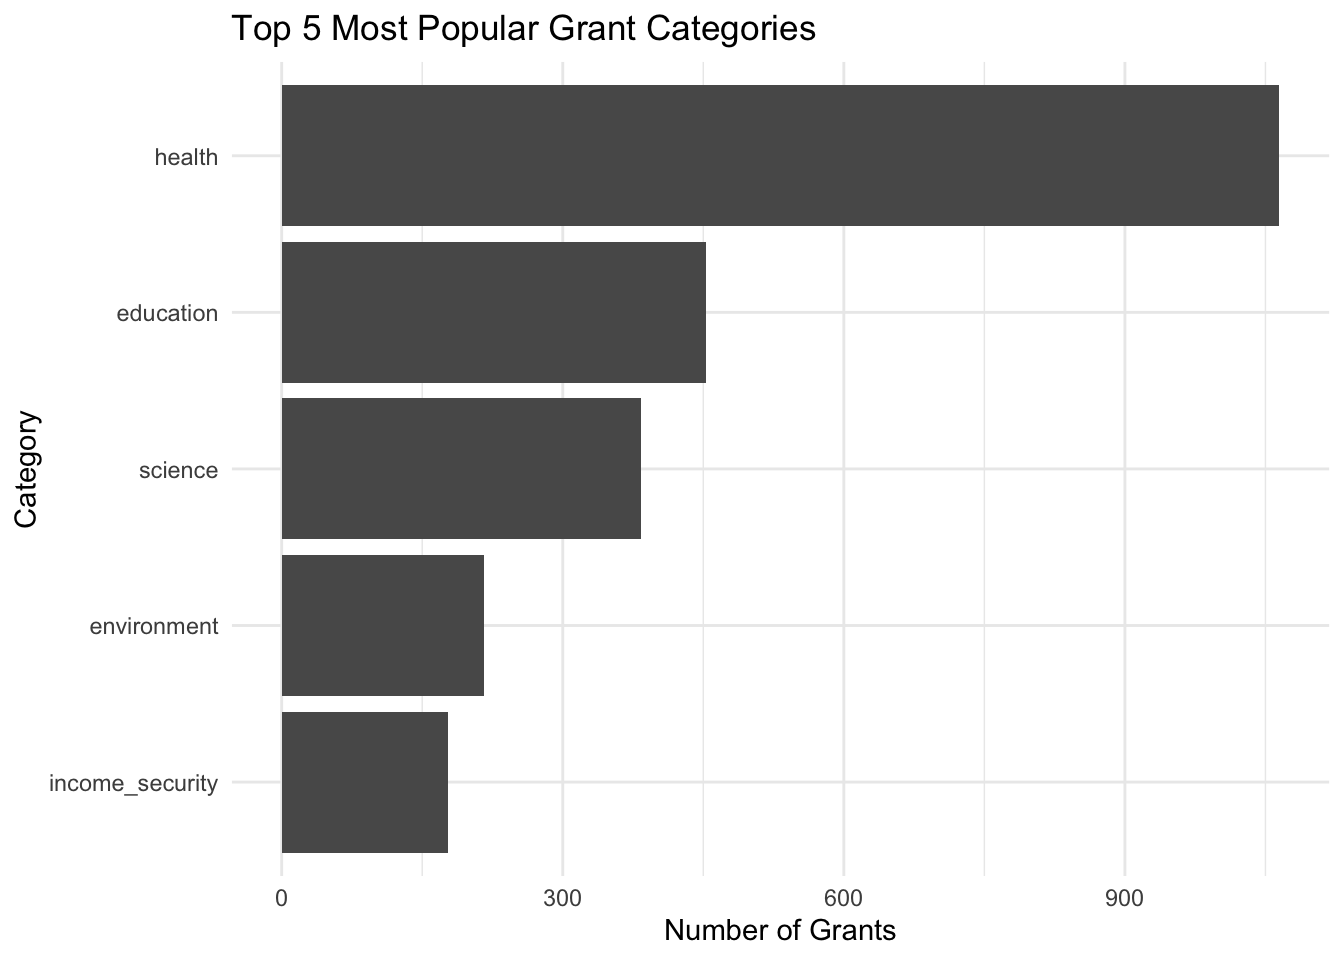 Top 5 Most Popular Grant Categories
health
education
science
environment
income_security
Category
0 300 600 900
Number of Grants